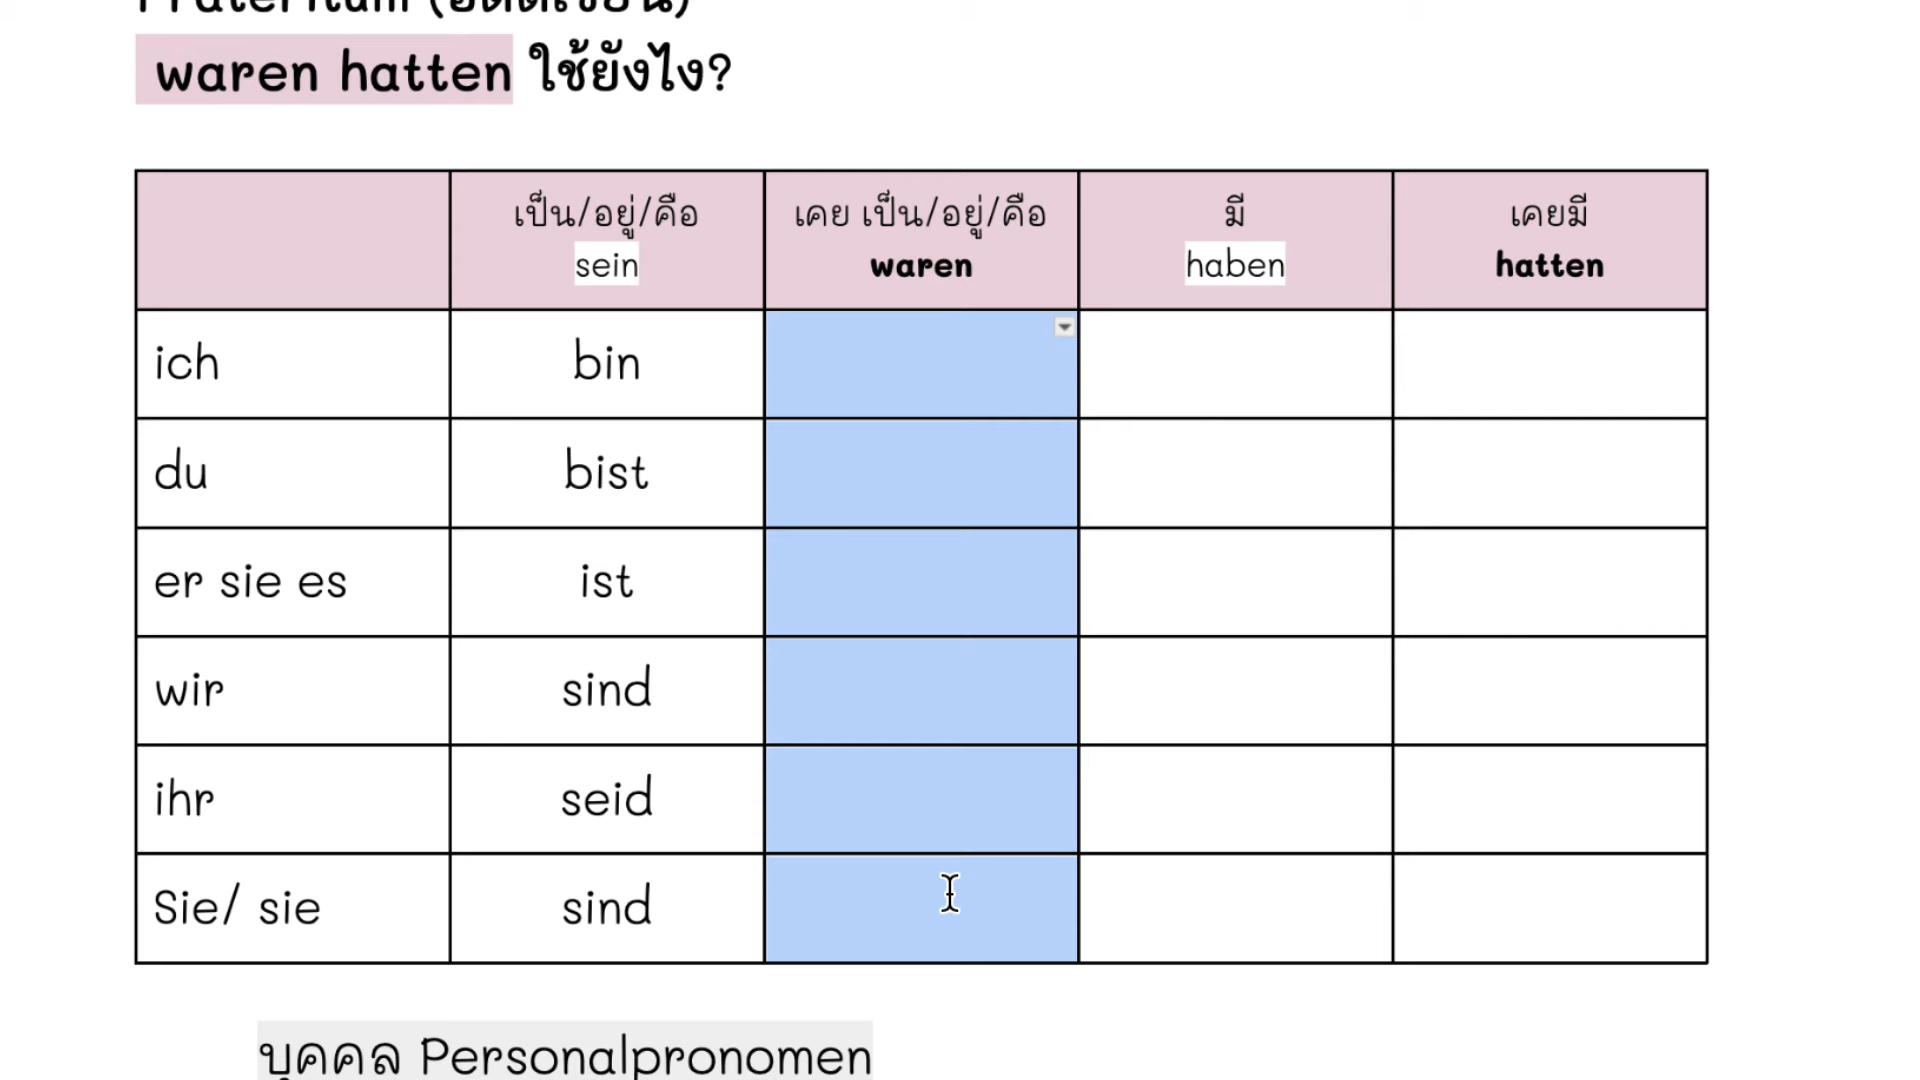 waren hatten ใช้ยังไง?
เป็น/อยู่/คือ เคย เป็น/อยู่/คือ มี เคยมี
sein waren haben hatten
ich bin
du bist
er sie es ist
wir sind
ihr seid
Sie/ sie sind
บุคคล Personalpronomen